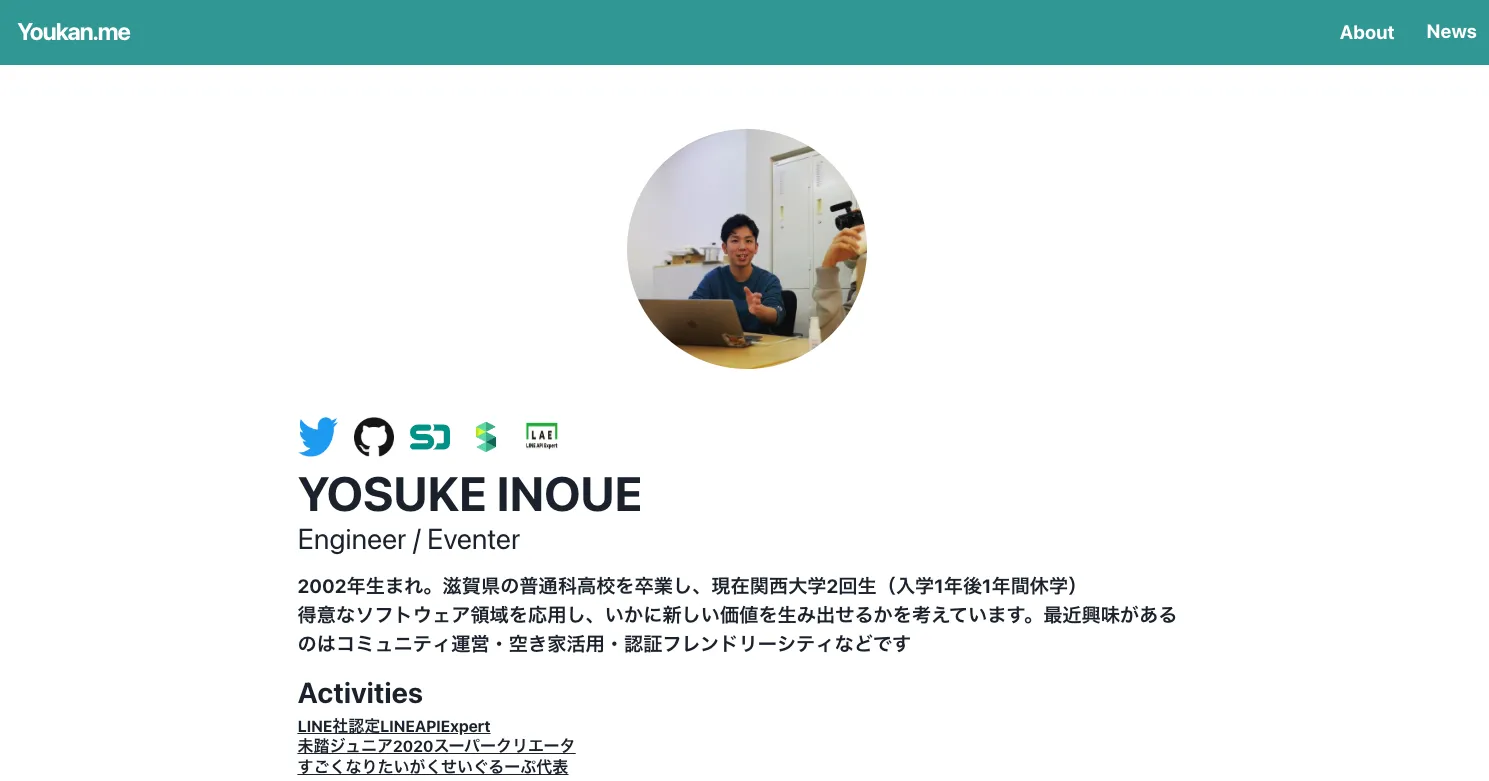 Youkan.me
About
News
LAE
LINE API Expert
YOSUKE INOUE
Engineer / Eventer
2002年生まれ。滋賀県の普通科高校を卒業し、現在関西大学2回生（入学1年後1年間休学）
得意なソフトウェア領域を応用し、いかに新しい価値を生み出せるかを考えています。最近興味がある
のはコミュニティ運営・空き家活用・認証フレンドリーシティなどです
Activities
LINE社認定LINEAPIExpert
未踏ジュニア2020スーパークリエータ
すごくなりたいがくせいぐるーぷ代表